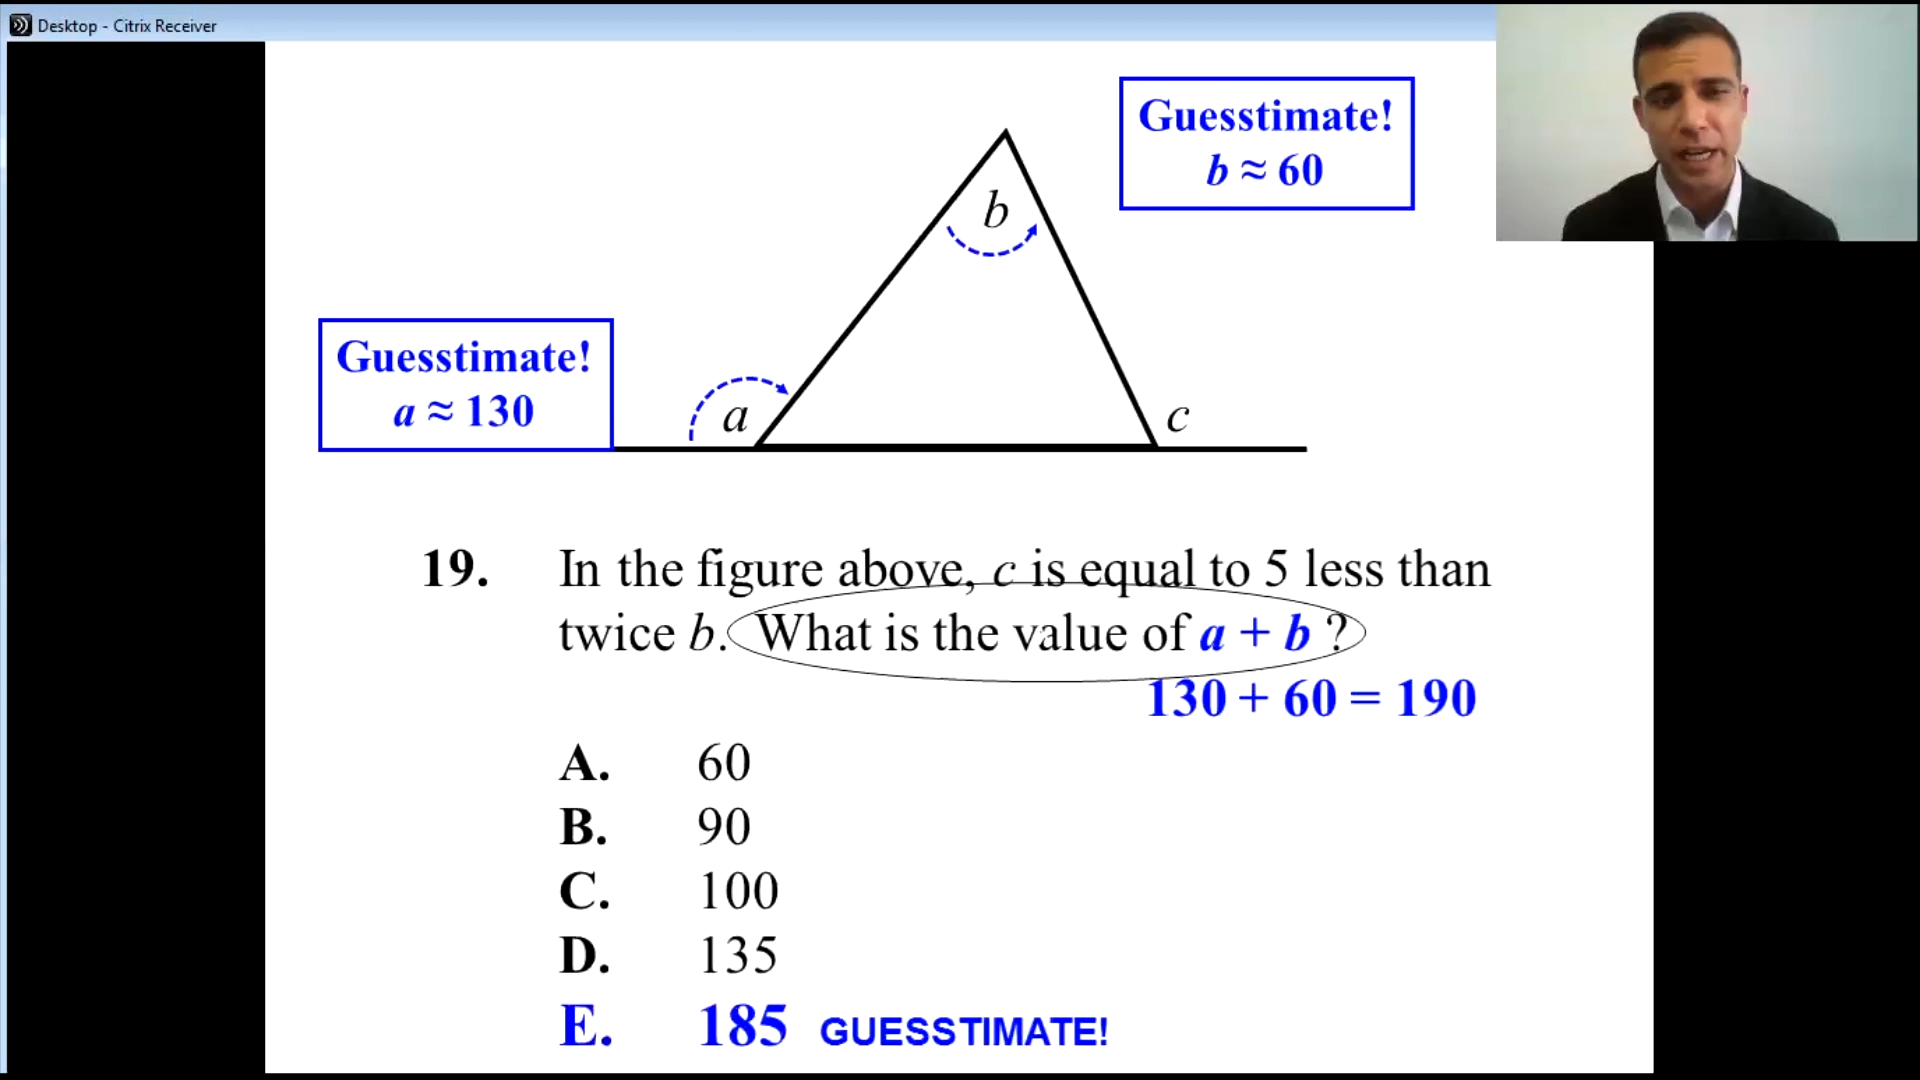 Desktop - Citrix Receiver
Guesstimate!
b ≈ 60
b
Guesstimate!
a ≈ 130
a
c
19. In the figure above, c is equal to 5 less than
twice b. What is the value of a + b ?
130 + 60 = 190
A. 60
B. 90
C. 100
D. 135
E. 185 GUESSTIMATE!